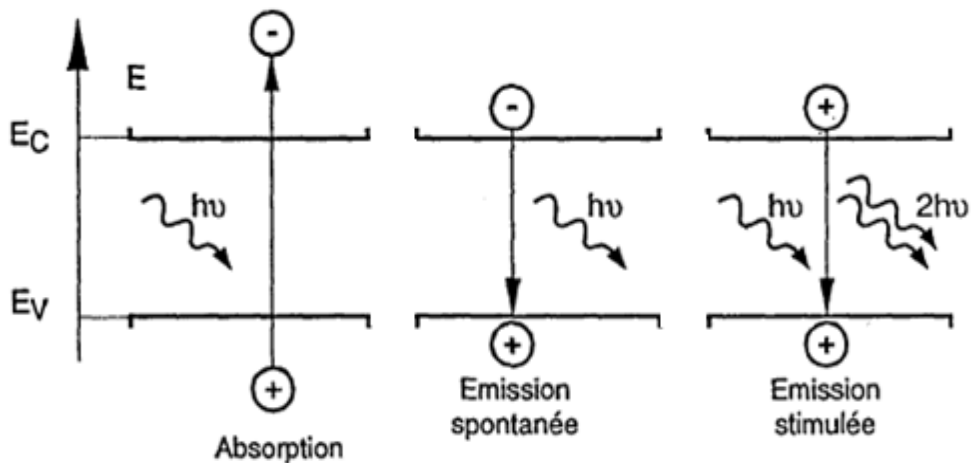 -
E
- +
E_C
hυ hυ hυ 2hυ
E_V
+ +
+
Emission Emission
spontanée stimulée
Absorption